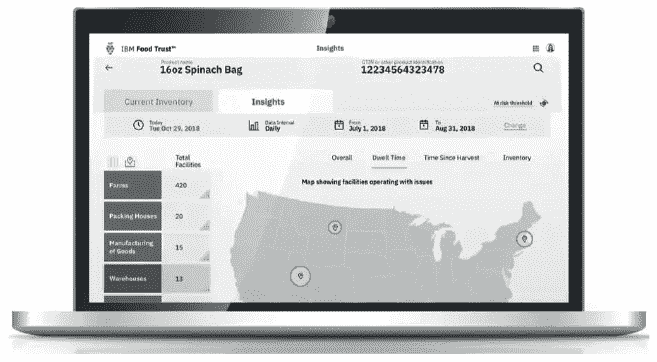 IBM Food Trust™
Insights
Product name
16oz Spinach Bag
GTIN or other product identification
12234564323478
Current Inventory
Insights
At risk threshold
Today
Tue Oct 29, 2018
Data Interval
Daily
From
July 1, 2018
To
Aug 31, 2018
Change
Total
Facilities
Overall
Dwell Time
Time Since Harvest
Inventory
Map showing facilities operating with issues
Farms
420
Packing Houses
20
Manufacturing
of Goods
15
Warehouses
13